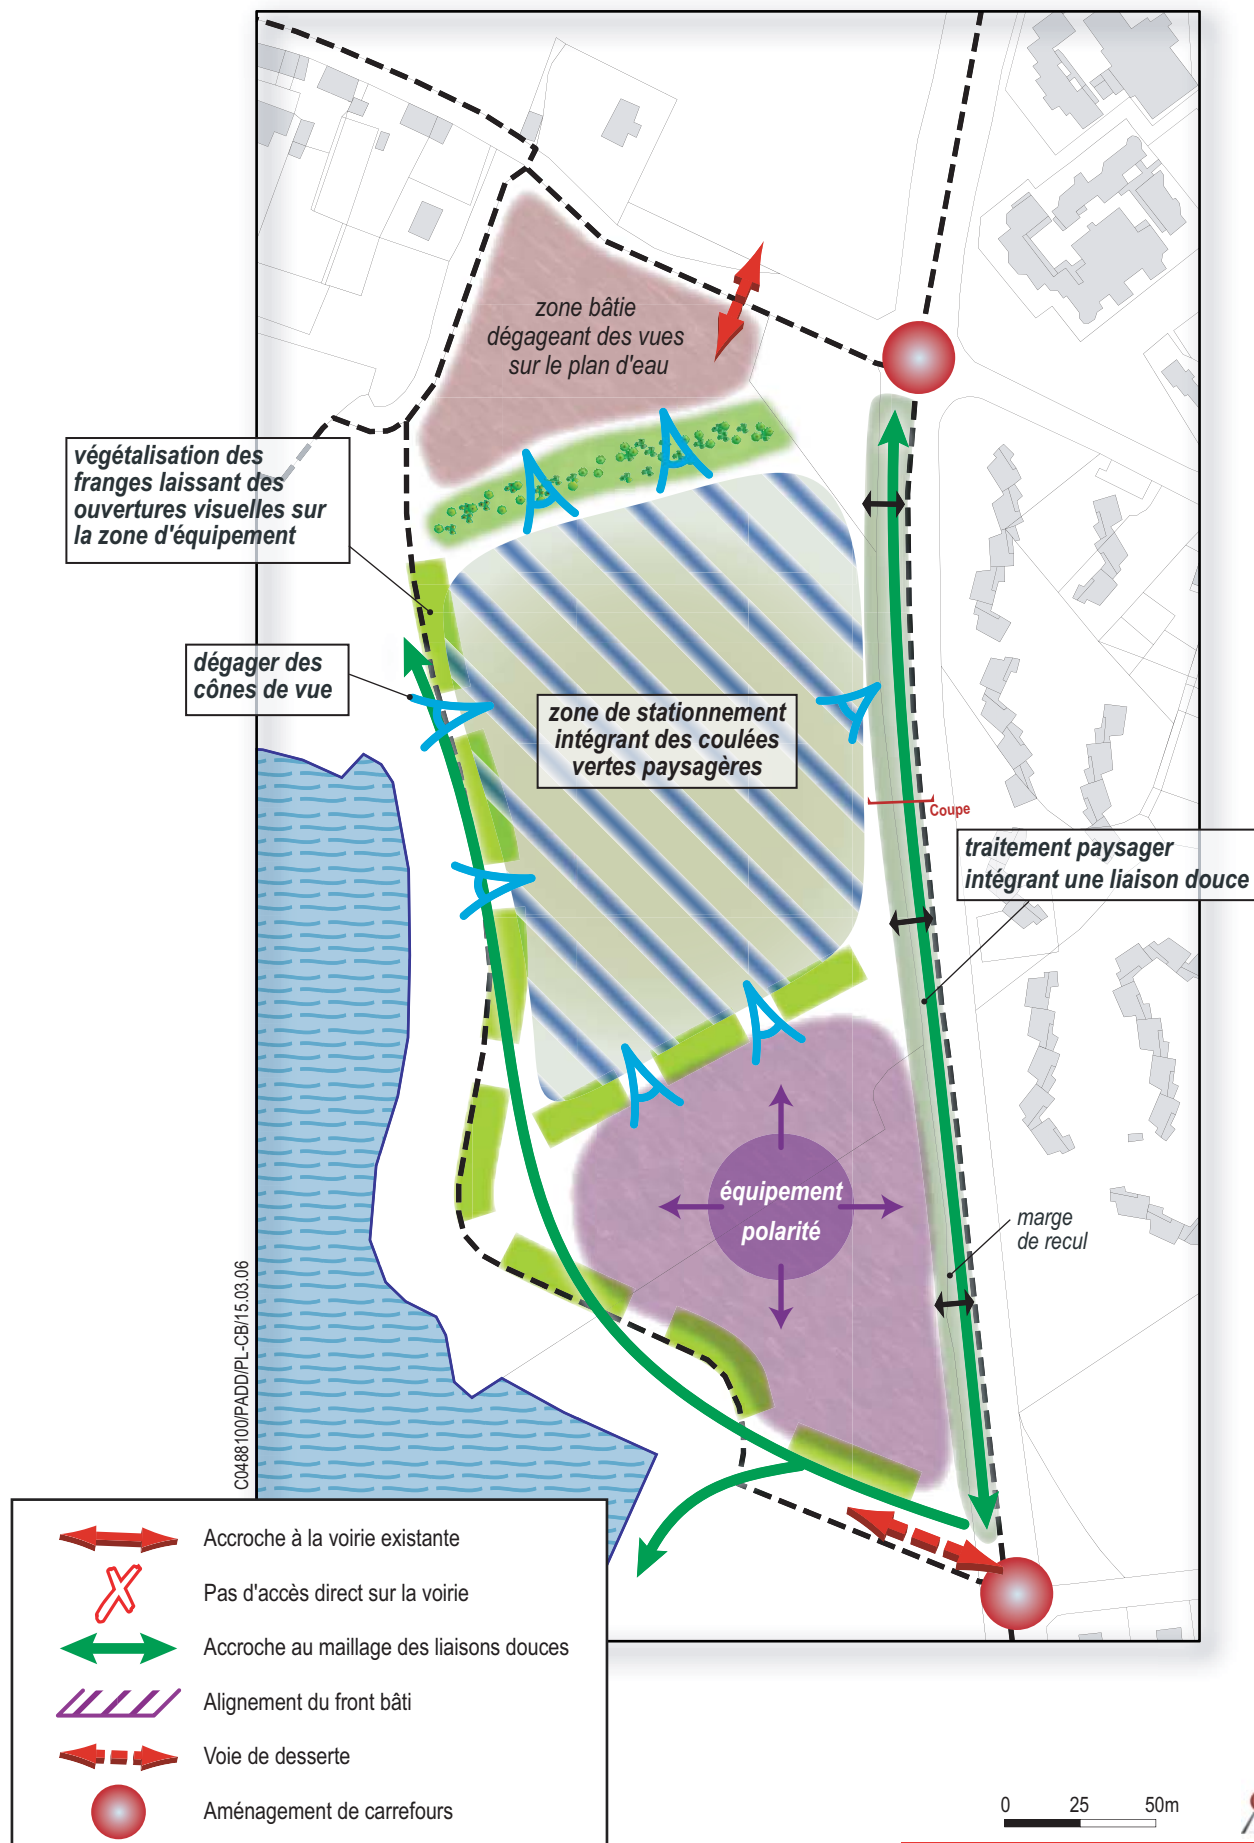 zone bâtie
dégageant des vues
sur le plan d'eau
végétalisation des
franges laissant des
ouvertures visuelles sur
la zone d'équipement
dégager des
cônes de vue
zone de stationnement
intégrant des coulées
vertes paysagères
Coupe
traitement paysager
intégrant une liaison douce
équipement
polarité
marge
de recul
C0488100/PADD/PL-CB/15.03.06
Accroche à la voirie existante
Pas d'accès direct sur la voirie
Accroche au maillage des liaisons douces
Alignement du front bâti
Voie de desserte
Aménagement de carrefours
0 25 50m